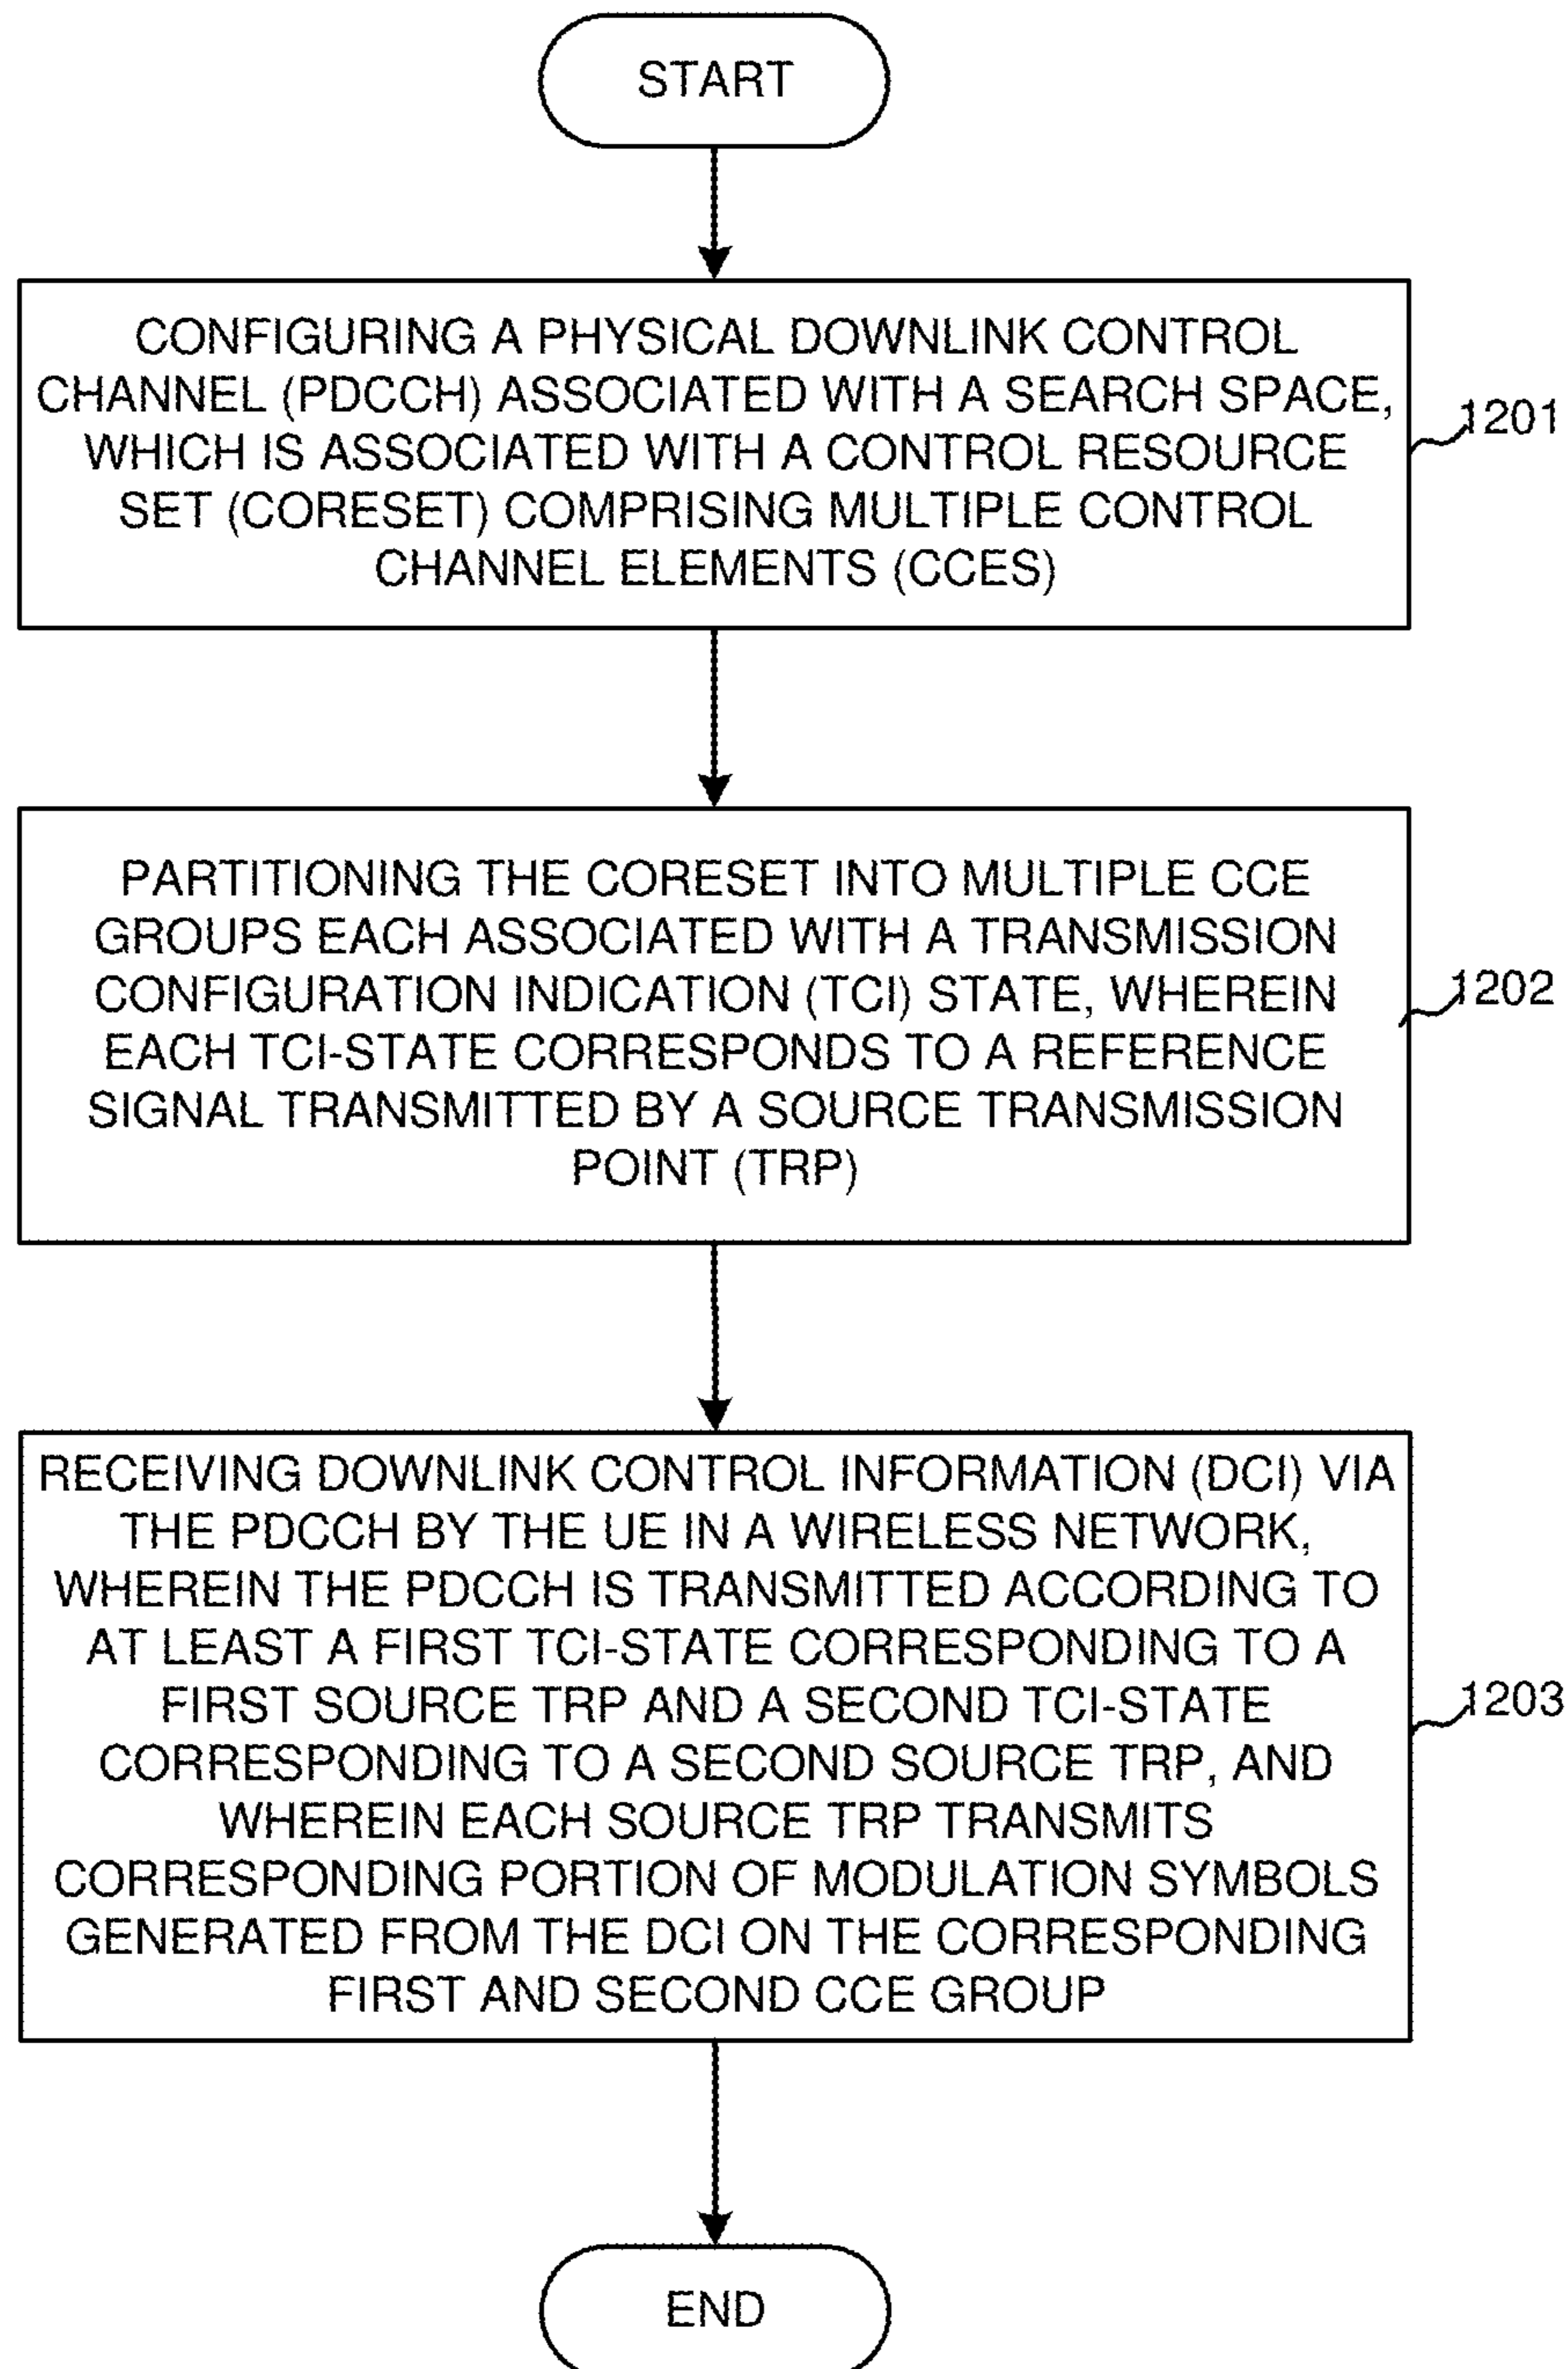 START
CONFIGURING A PHYSICAL DOWNLINK CONTROL
CHANNEL (PDCCH) ASSOCIATED WITH A SEARCH SPACE,
WHICH IS ASSOCIATED WITH A CONTROL RESOURCE
SET (CORESET) COMPRISING MULTIPLE CONTROL
CHANNEL ELEMENTS (CCES)
1201
PARTITIONING THE CORESET INTO MULTIPLE CCE
GROUPS EACH ASSOCIATED WITH A TRANSMISSION
CONFIGURATION INDICATION (TCI) STATE, WHEREIN
EACH TCI-STATE CORRESPONDS TO A REFERENCE
SIGNAL TRANSMITTED BY A SOURCE TRANSMISSION
POINT (TRP)
1202
RECEIVING DOWNLINK CONTROL INFORMATION (DCI) VIA
THE PDCCH BY THE UE IN A WIRELESS NETWORK,
WHEREIN THE PDCCH IS TRANSMITTED ACCORDING TO
AT LEAST A FIRST TCI-STATE CORRESPONDING TO A
FIRST SOURCE TRP AND A SECOND TCI-STATE
CORRESPONDING TO A SECOND SOURCE TRP, AND
WHEREIN EACH SOURCE TRP TRANSMITS
CORRESPONDING PORTION OF MODULATION SYMBOLS
GENERATED FROM THE DCI ON THE CORRESPONDING
FIRST AND SECOND CCE GROUP
1203
END